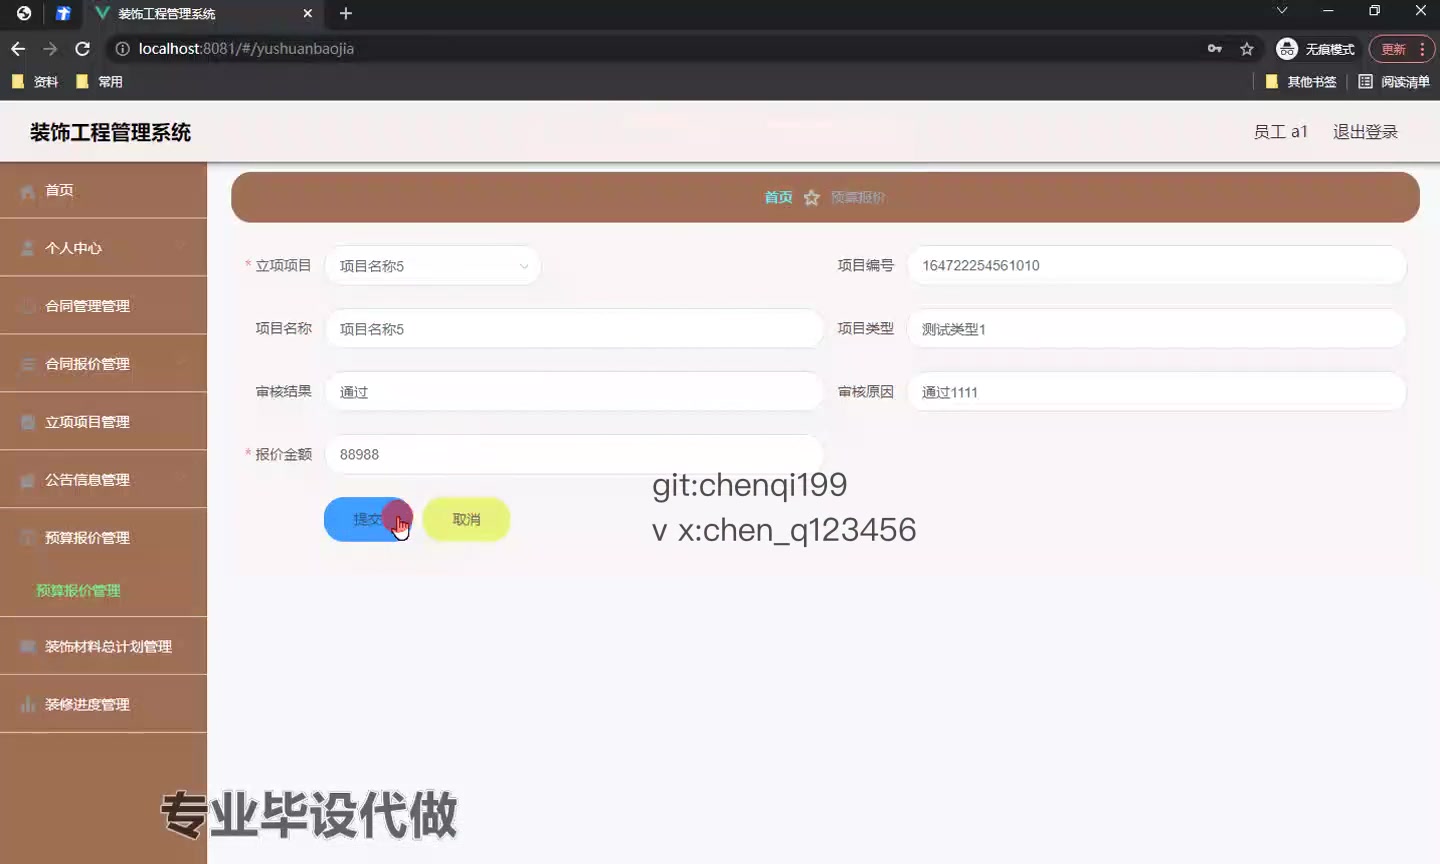 装饰工程管理系统
localhost:8081/#/yushuanbaojia
无痕模式
更新
资料
常用
其他书签
阅读清单
装饰工程管理系统
员工 a1
退出登录
首页
个人中心
合同管理管理
合同报价管理
立项项目管理
公告信息管理
预算报价管理
预算报价管理
装饰材料总计划管理
装修进度管理
首页
预算报价
* 立项项目
项目名称5
项目编号
164722254561010
项目名称
项目名称5
项目类型
测试类型1
审核结果
通过
审核原因
通过1111
* 报价金额
88988
提交
取消
git:chenqi199
v x:chen_q123456
专业毕设代做